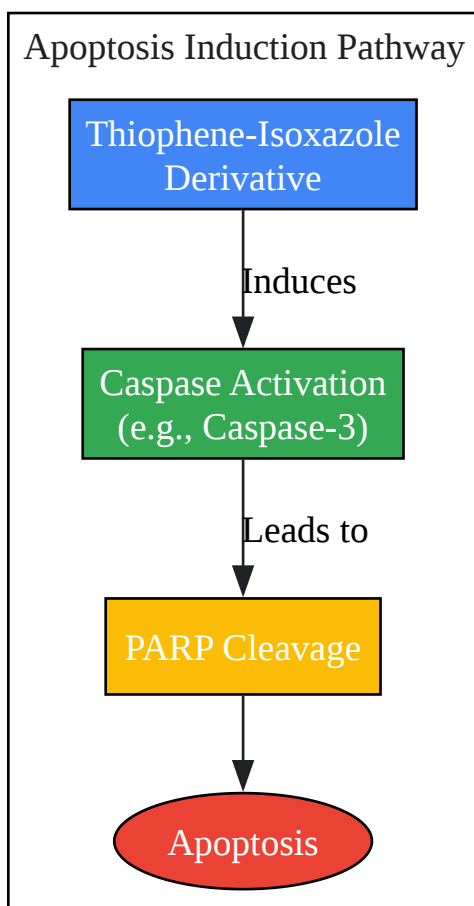 Apoptosis Induction Pathway
Thiophene-Isoxazole
Derivative
Induces
Caspase Activation
(e.g., Caspase-3)
Leads to
PARP Cleavage
Apoptosis